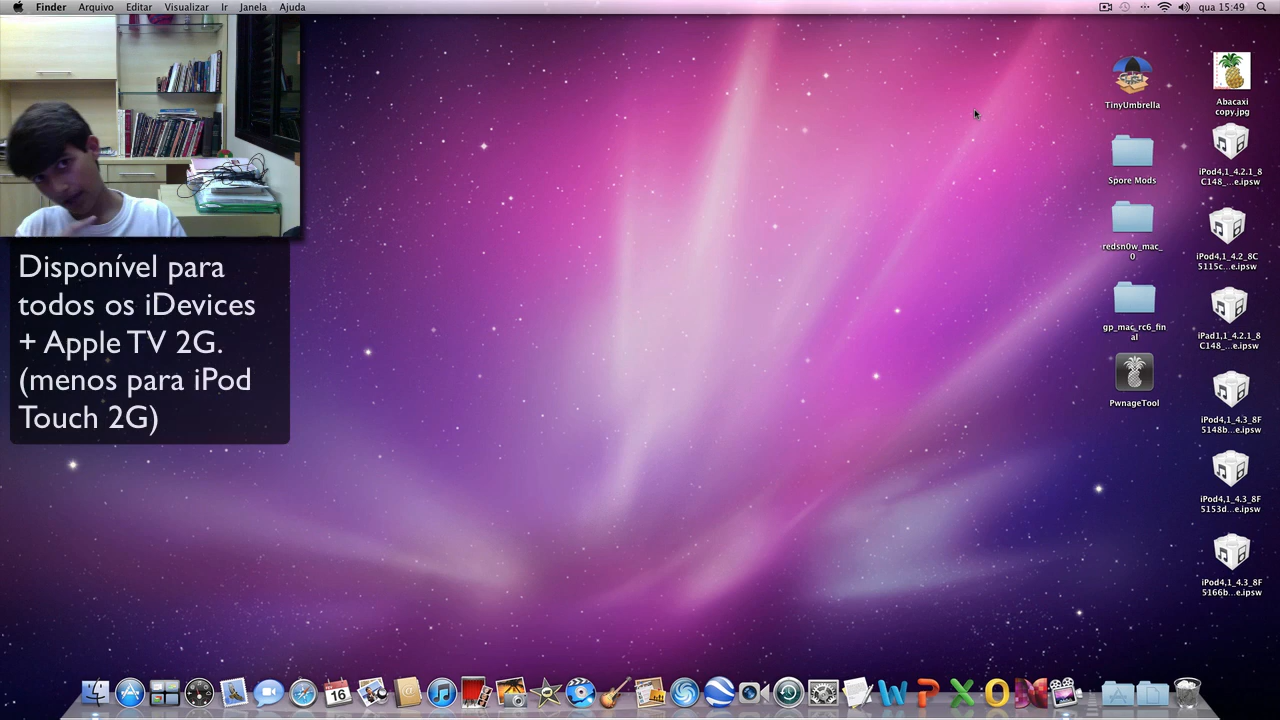 Finder Arquivo Editar Visualizar Ir Janela Ajuda
qua 15:49
Disponível para
todos os iDevices
+ Apple TV 2G.
(menos para iPod
Touch 2G)
TinyUmbrella
Spore Mods
redsn0w_mac_
0
gp_mac_rc6_fin
al
PwnageTool
Abacaxi
copy.jpg
iPod4,1_4.2.1_8
C148_...e.ipsw
iPod4,1_4.2_8C
5115c...e.ipsw
iPad1,1_4.2.1_8
C148_...e.ipsw
iPod4,1_4.3_8F
5148b...e.ipsw
iPod4,1_4.3_8F
5153d...e.ipsw
iPod4,1_4.3_8F
5166b...e.ipsw
16